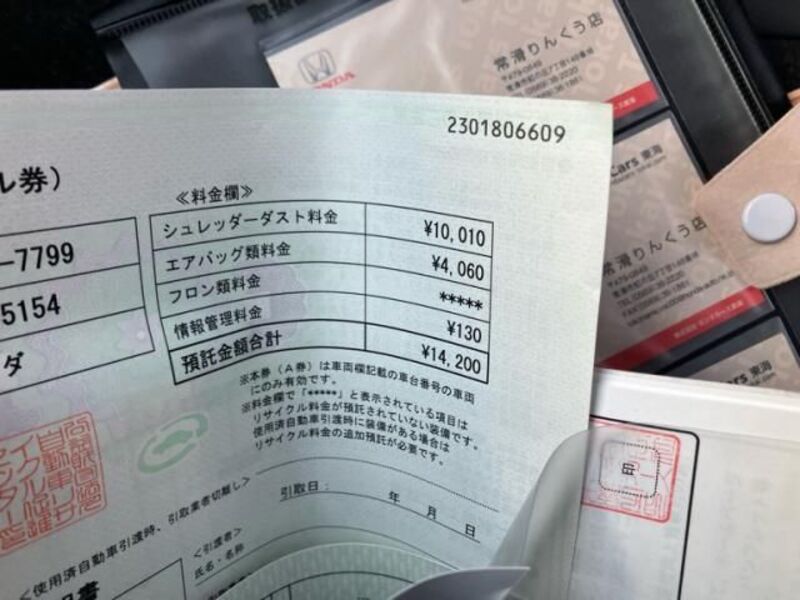 取扱
HONDA
常滑りんくう店
〒479-0849
2301806609
ル券)
≪料金欄≫
シュレッダーダスト料金 ¥10,010
エアバッグ類料金 ¥4,060
フロン類料金 *****
情報管理料金 ¥130
預託金額合計 ¥14,200
-7799
5154
ダ
※本券(A券)は車両欄記載の車台番号の車両
にのみ有効です。
※料金欄で「*****」と表示されている項目は
リサイクル料金が預託されていない装備です。
使用済自動車引渡時に装備がある場合は
リサイクル料金の追加預託が必要です。
引取業者切離し>
引取日: 年 月 日
<使用済自動車引渡時、
<引渡者>
氏名・名称
Cars 東海
常滑りんくう店
Cars 東海
印